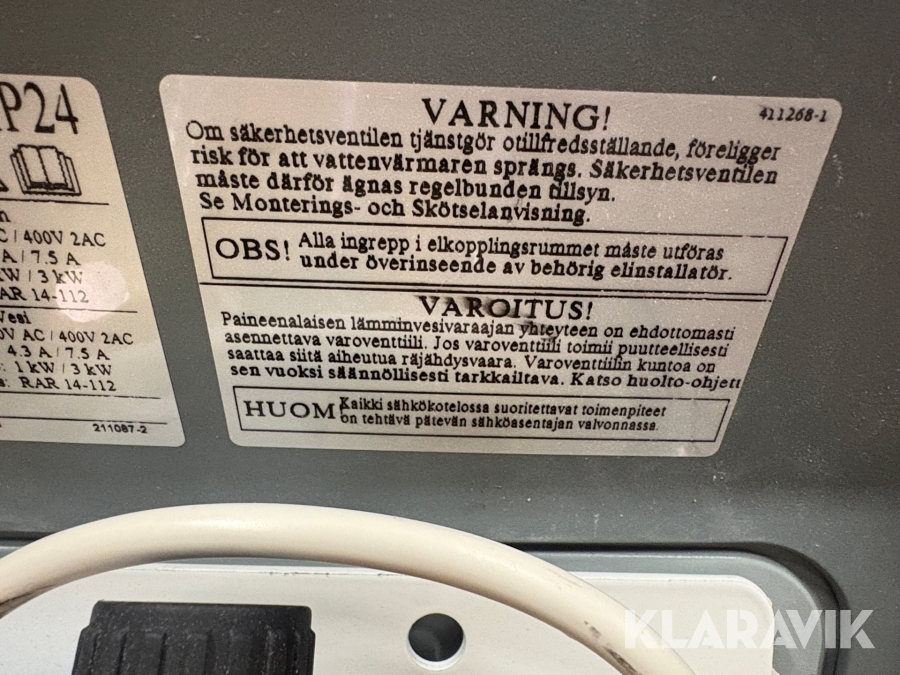 P24
C / 400V 2AC
A / 7.5 A
kW / 3 kW
RAR 14-112
Vesi
0V AC / 400V 2AC
4.3 A / 7.5 A
1 kW / 3 kW
RAR 14-112
211087-2
VARNING!
411268-1
Om säkerhetsventilen tjänstgör otillfredsställande, föreligger
risk för att vattenvärmaren sprängs. Säkerhetsventilen
måste därför ägnas regelbunden tillsyn.
Se Monterings- och Skötselanvisning.
OBS! Alla ingrepp i elkopplingsrummet måste utföras
under överinseende av behörig elinstallatör.
VAROITUS!
Paineenalaisen lämminvesivaraajan yhteyteen on ehdottomasti
asennettava varoventtiili. Jos varoventtiili toimii puutteellisesti
saattaa siitä aiheutua räjähdysvaara. Varoventtiilin kuntoa on
sen vuoksi säännöllisesti tarkkailtava. Katso huolto-ohjett
HUOM Kaikki sähkökotelossa suoritettavat toimenpiteet
on tehtävä pätevän sähköasentajan valvonnassa.
KLARAVIK